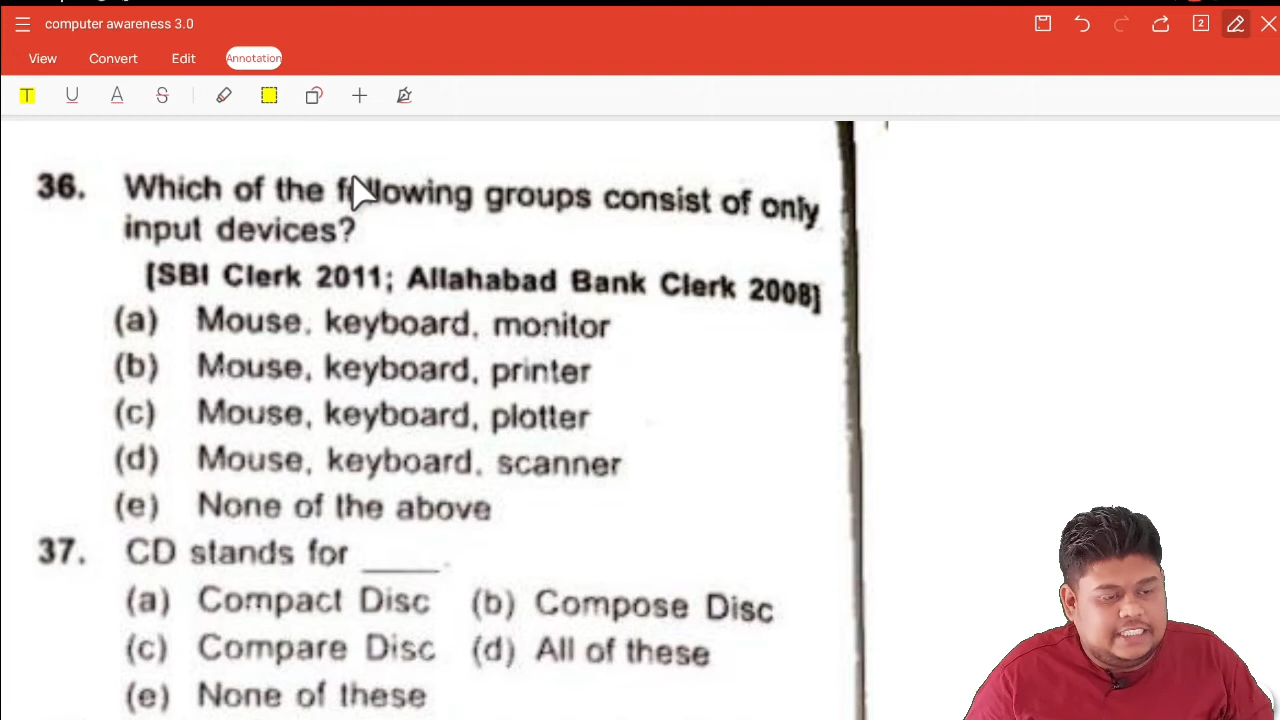 computer awareness 3.0
2
View Convert Edit Annotation
T U A S
36. Which of the following groups consist of only
input devices?
[SBI Clerk 2011; Allahabad Bank Clerk 2008]
(a) Mouse, keyboard, monitor
(b) Mouse, keyboard, printer
(c) Mouse, keyboard, plotter
(d) Mouse, keyboard, scanner
(e) None of the above
37. CD stands for _____.
(a) Compact Disc (b) Compose Disc
(c) Compare Disc (d) All of these
(e) None of these